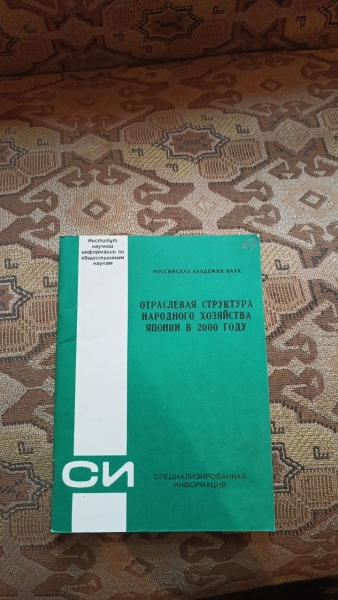 Институт
научной
информации по
общественным
наукам
РОССИЙСКАЯ АКАДЕМИЯ НАУК
ОТРАСЛЕВАЯ СТРУКТУРА
НАРОДНОГО ХОЗЯЙСТВА
ЯПОНИИ В 2000 ГОДУ
СИ
СПЕЦИАЛИЗИРОВАННАЯ
ИНФОРМАЦИЯ